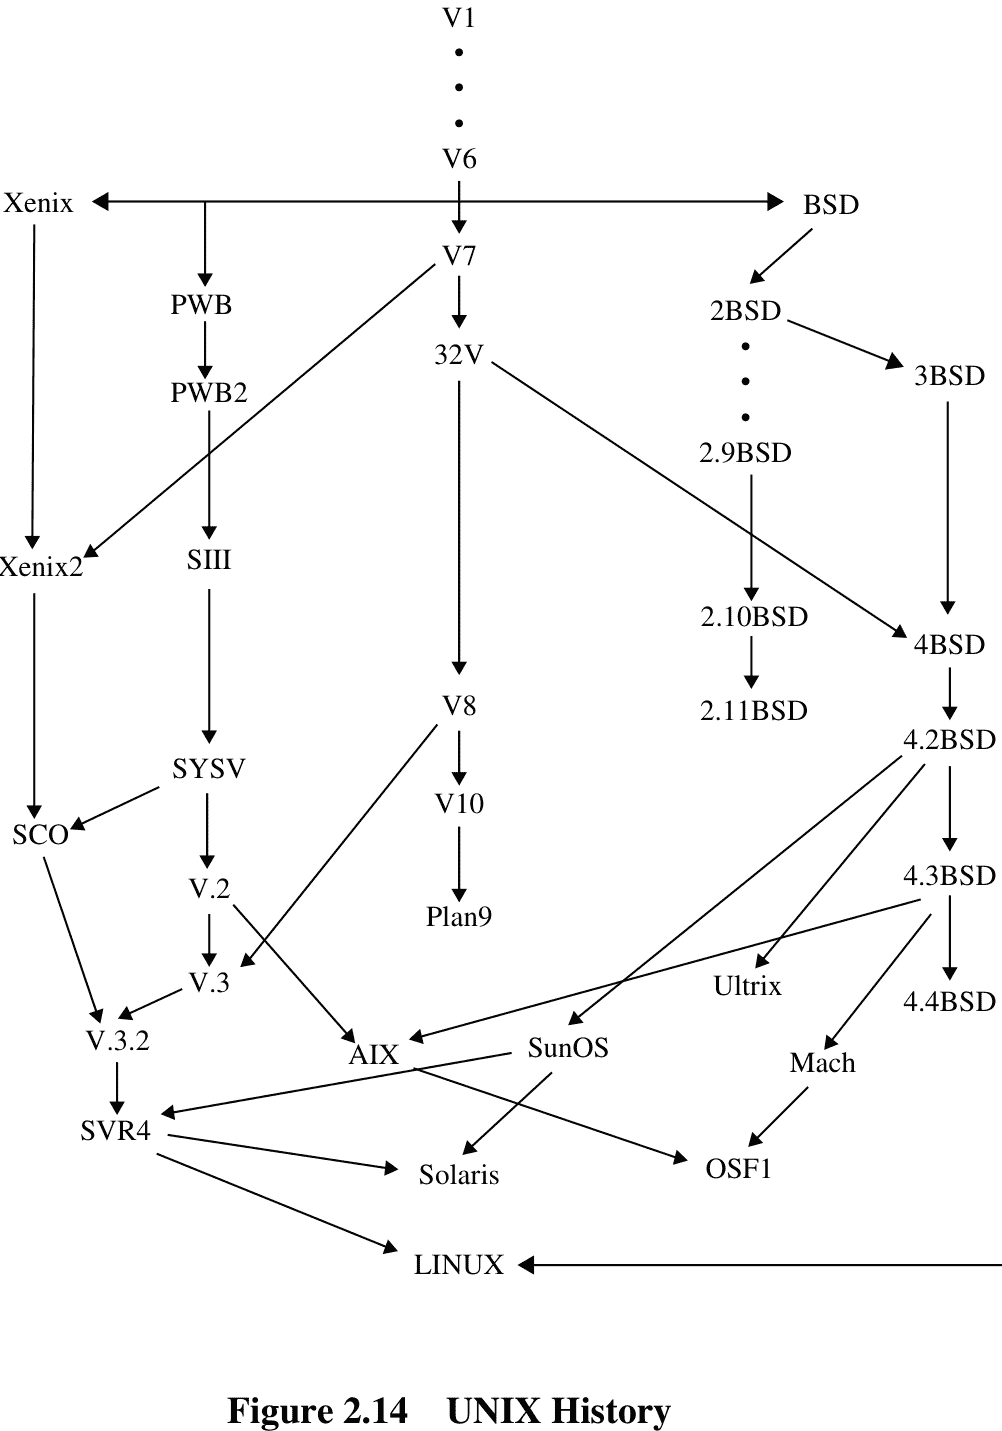 V1
V6
Xenix
BSD
V7
PWB
2BSD
32V
3BSD
PWB2
2.9BSD
Xenix2
SIII
2.10BSD
4BSD
V8
2.11BSD
4.2BSD
SYSV
V10
SCO
4.3BSD
V.2
Plan9
V.3
Ultrix
4.4BSD
V.3.2
AIX
SunOS
Mach
SVR4
Solaris
OSF1
LINUX
Figure 2.14 UNIX History